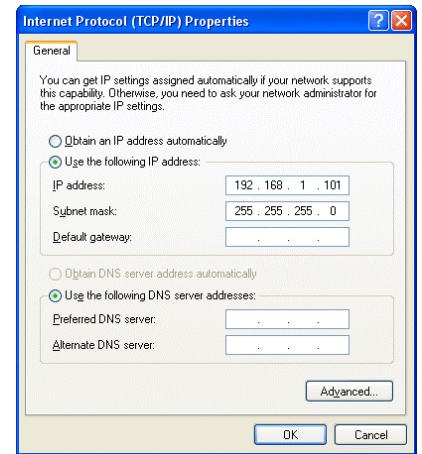 Internet Protocol (TCP/IP) Properties
General
You can get IP settings assigned automatically if your network supports
this capability. Otherwise, you need to ask your network administrator for
the appropriate IP settings.
Obtain an IP address automatically
Use the following IP address:
IP address: 192 . 168 . 1 . 101
Subnet mask: 255 . 255 . 255 . 0
Default gateway: . . .
Obtain DNS server address automatically
Use the following DNS server addresses:
Preferred DNS server: . . .
Alternate DNS server: . . .
Advanced...
OK Cancel